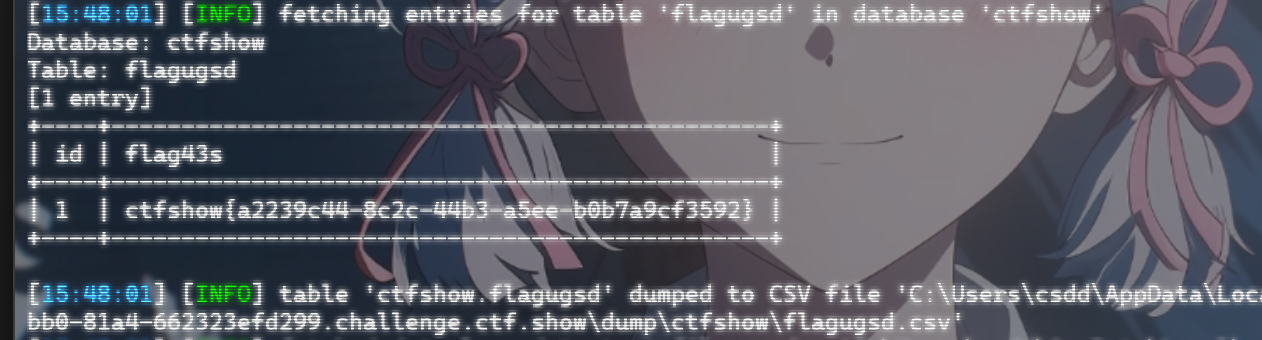 [15:48:01] [INFO] fetching entries for table 'flagugsd' in database 'ctfshow'
Database: ctfshow
Table: flagugsd
[1 entry]
+----+-----------------------------------------------+
| id | flag43s                                       |
+----+-----------------------------------------------+
| 1  | ctfshow{a2239c44-8c2c-44b3-a5ee-b0b7a9cf3592} |
+----+-----------------------------------------------+
[15:48:01] [INFO] table 'ctfshow.flagugsd' dumped to CSV file 'C:\Users\csdd\AppData\Loca
bb0-81a4-662323efd299.challenge.ctf.show\dump\ctfshow\flagugsd.csv'